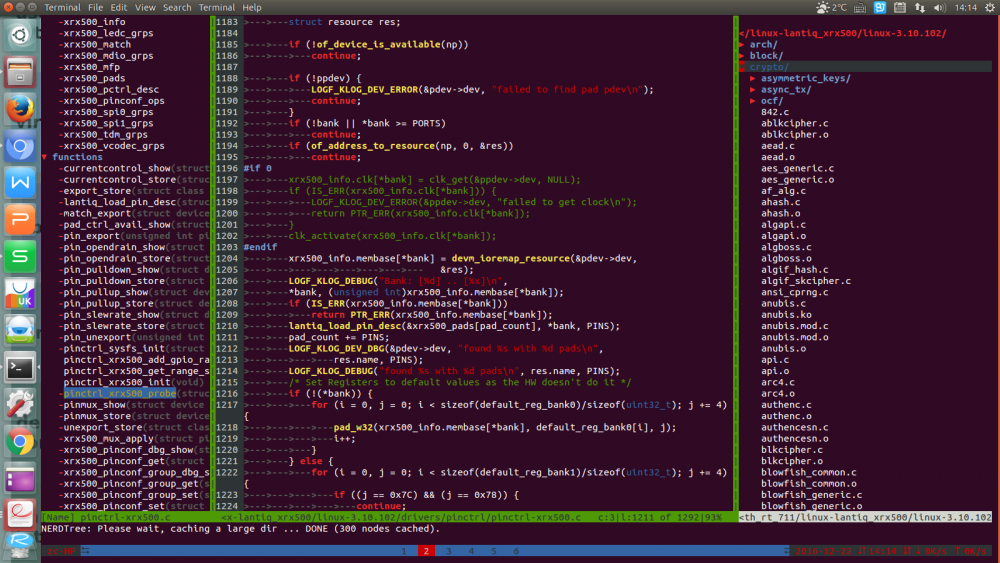 Terminal File Edit View Search Terminal Help 2°C 14:14
-xrx500_info
-xrx500_ledc_grps
-xrx500_match
-xrx500_mdio_grps
-xrx500_mfp
-xrx500_pads
-xrx500_pctrl_desc
-xrx500_pinconf_ops
-xrx500_spi0_grps
-xrx500_spi1_grps
-xrx500_tdm_grps
-xrx500_vcodec_grps
▼ functions
-currentcontrol_show(struct
-currentcontrol_store(struc
-export_store(struct class
-lantiq_load_pin_desc(struc
-match_export(struct device
-pad_ctrl_avail_show(struct
-pin_export(unsigned int pi
-pin_opendrain_show(struct
-pin_opendrain_store(struct
-pin_pulldown_show(struct d
-pin_pulldown_store(struct
-pin_pullup_show(struct dev
-pin_pullup_store(struct de
-pin_slewrate_show(struct d
-pin_slewrate_store(struct
-pin_unexport(unsigned int
pinctrl_sysfs_init(struct
pinctrl_xrx500_add_gpio_ra
pinctrl_xrx500_get_range_s
pinctrl_xrx500_init(void)
-pinctrl_xrx500_probe(struc
-pinmux_show(struct device
-pinmux_store(struct device
-unexport_store(struct clas
-xrx500_mux_apply(struct pi
-xrx500_pinconf_dbg_show(st
-xrx500_pinconf_get(struct
-xrx500_pinconf_group_dbg_s
-xrx500_pinconf_group_get(s
-xrx500_pinconf_group_set(s
-xrx500_pinconf_set(struct
[Name] pinctrl-xrx500.c
1183 >--->---struct resource res;
1184
1185 >--->---if (!of_device_is_available(np))
1186 >--->--->---continue;
1187
1188 >--->---if (!ppdev) {
1189 >--->--->---LOGF_KLOG_DEV_ERROR(&pdev->dev, "failed to find pad pdev\n");
1190 >--->--->---continue;
1191 >--->---}
1192 >--->---if (!bank || *bank >= PORTS)
1193 >--->--->---continue;
1194 >--->---if (of_address_to_resource(np, 0, &res))
1195 >--->--->---continue;
1196 #if 0
1197 >--->---xrx500_info.clk[*bank] = clk_get(&ppdev->dev, NULL);
1198 >--->---if (IS_ERR(xrx500_info.clk[*bank])) {
1199 >--->--->---LOGF_KLOG_DEV_ERROR(&ppdev->dev, "failed to get clock\n");
1200 >--->--->---return PTR_ERR(xrx500_info.clk[*bank]);
1201 >--->---}
1202 >--->---clk_activate(xrx500_info.clk[*bank]);
1203 #endif
1204 >--->---xrx500_info.membase[*bank] = devm_ioremap_resource(&pdev->dev,
1205 >--->--->--->--->--->--->--- &res);
1206 >--->---LOGF_KLOG_DEBUG("Bank: [%d] .. [%x]\n",
1207 >--->---*bank, (unsigned int)xrx500_info.membase[*bank]);
1208 >--->---if (IS_ERR(xrx500_info.membase[*bank]))
1209 >--->--->---return PTR_ERR(xrx500_info.membase[*bank]);
1210 >--->---lantiq_load_pin_desc(&xrx500_pads[pad_count], *bank, PINS);
1211 >--->---pad_count += PINS;
1212 >--->---LOGF_KLOG_DEV_DBG(&pdev->dev, "found %s with %d pads\n",
1213 >--->--->---res.name, PINS);
1214 >--->---LOGF_KLOG_DEBUG("found %s with %d pads\n", res.name, PINS);
1215 >--->---/* Set Registers to default values as the HW doesn't do it */
1216 >--->---if (!(*bank)) {
1217 >--->--->---for (i = 0, j = 0; i < sizeof(default_reg_bank0)/sizeof(uint32_t); j += 4)
{
1218 >--->--->--->---pad_w32(xrx500_info.membase[*bank], default_reg_bank0[i], j);
1219 >--->--->--->---i++;
1220 >--->--->---}
1221 >--->---} else {
1222 >--->--->---for (i = 0, j = 0; i < sizeof(default_reg_bank1)/sizeof(uint32_t); j += 4)
{
1223 >--->--->--->---if ((j == 0x7C) && (j == 0x78)) {
1224 >--->--->--->--->---continue;
<x-lantiq_xrx500/linux-3.10.102/drivers/pinctrl/pinctrl-xrx500.c c:3|l:1211 of 1292|93%
</linux-lantiq_xrx500/linux-3.10.102/
▶ arch/
▶ block/
crypto/
▶ asymmetric_keys/
▶ async_tx/
▶ ocf/
842.c
ablkcipher.c
ablkcipher.o
aead.c
aead.o
aes_generic.c
aes_generic.o
af_alg.c
ahash.c
ahash.o
algapi.c
algapi.o
algboss.c
algboss.o
algif_hash.c
algif_skcipher.c
ansi_cprng.c
anubis.c
anubis.ko
anubis.mod.c
anubis.mod.o
anubis.o
api.c
api.o
arc4.c
arc4.o
authenc.c
authenc.o
authencesn.c
authencesn.o
blkcipher.c
blkcipher.o
blowfish_common.c
blowfish_common.o
blowfish_generic.c
blowfish_generic.o
<th_rt_711/linux-lantiq_xrx500/linux-3.10.102
NERDTree: Please wait, caching a large dir ... DONE (300 nodes cached).
1 2 3 4 5 6